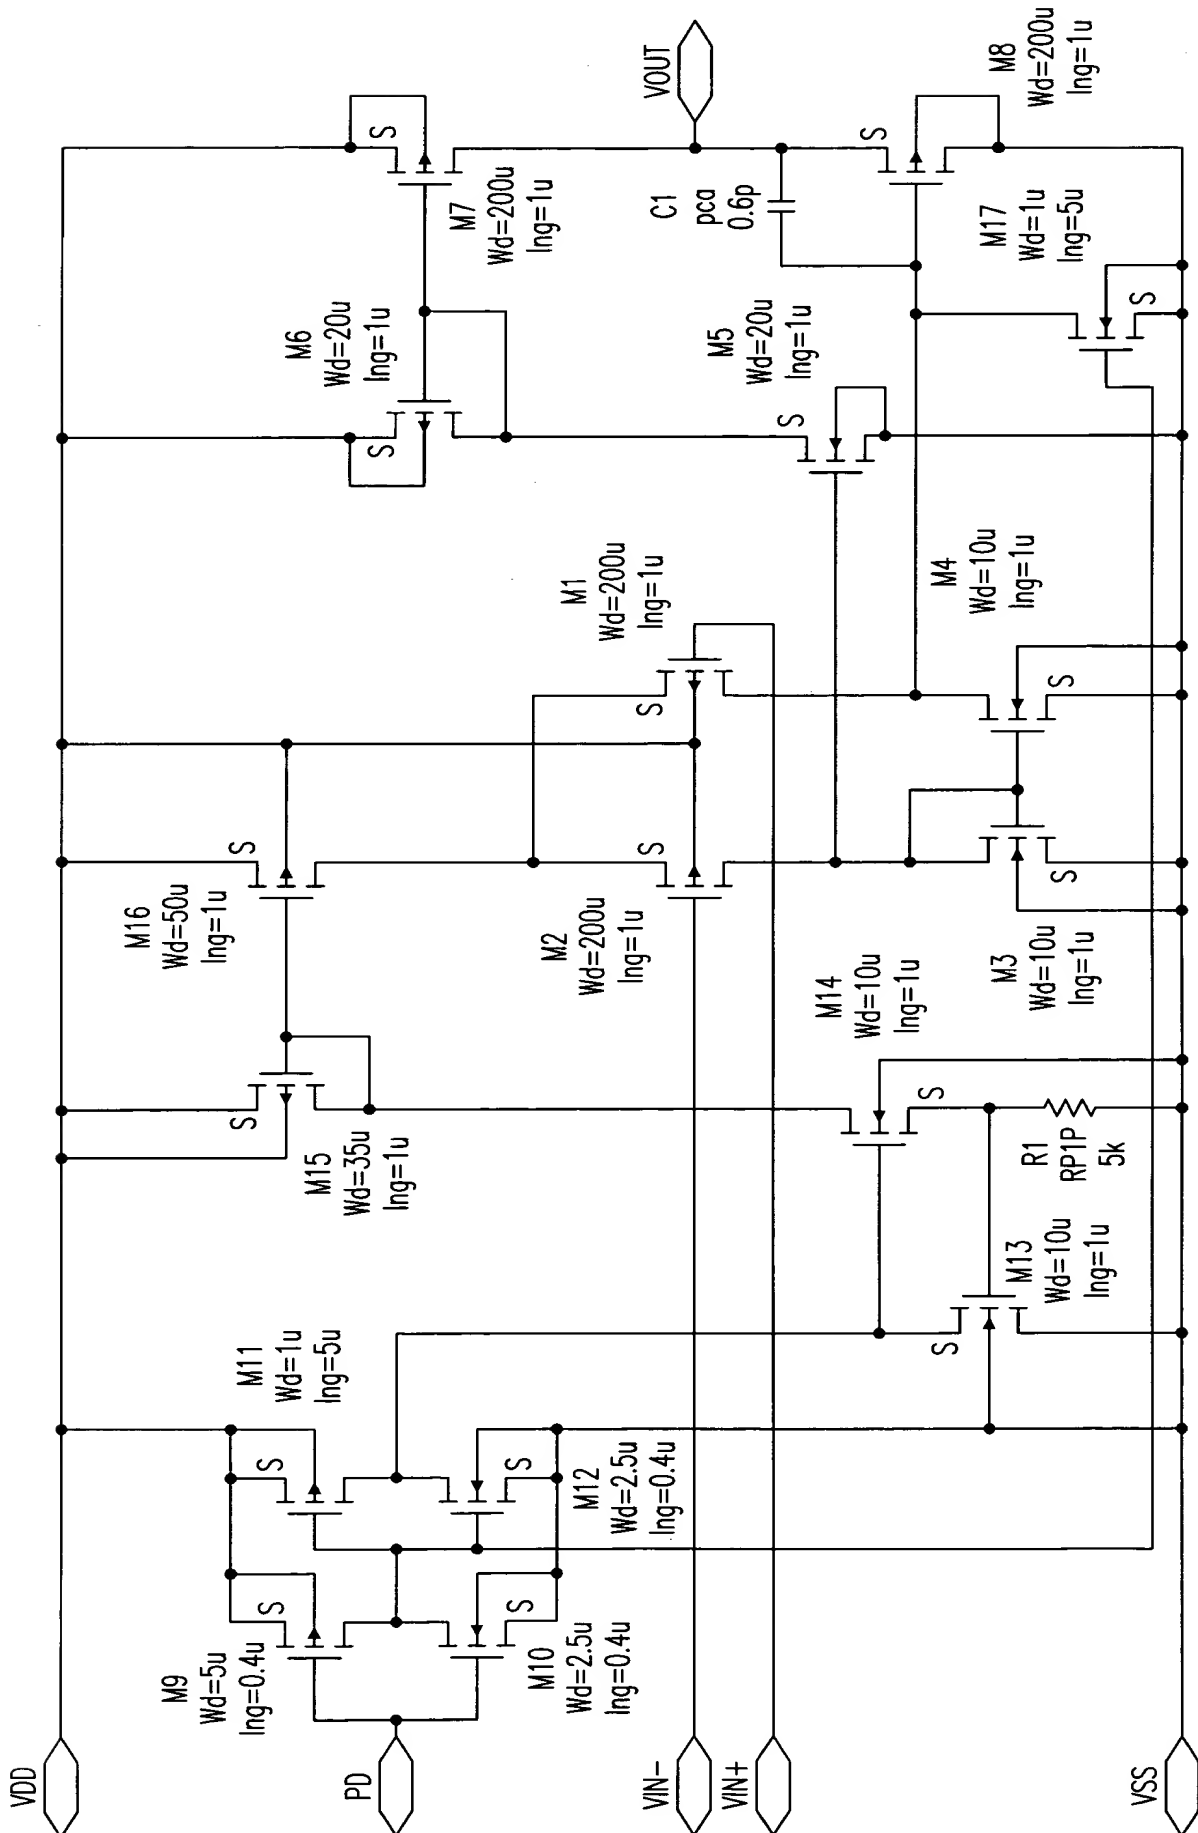 VDD
PD
VIN-
VIN+
VSS
M9
Wd=5u
lng=0.4u
S
M10
Wd=2.5u
lng=0.4u
S
M11
Wd=1u
lng=5u
S
M12
Wd=2.5u
lng=0.4u
S
M13
Wd=10u
lng=1u
S
R1
RP1P
5k
M15
Wd=35u
lng=1u
S
M14
Wd=10u
lng=1u
S
M16
Wd=50u
lng=1u
S
M2
Wd=200u
lng=1u
S
M3
Wd=10u
lng=1u
S
M1
Wd=200u
lng=1u
S
M4
Wd=10u
lng=1u
S
M6
Wd=20u
lng=1u
S
M5
Wd=20u
lng=1u
S
M7
Wd=200u
lng=1u
S
C1
pca
0.6p
M17
Wd=1u
lng=5u
S
VOUT
M8
Wd=200u
lng=1u
S